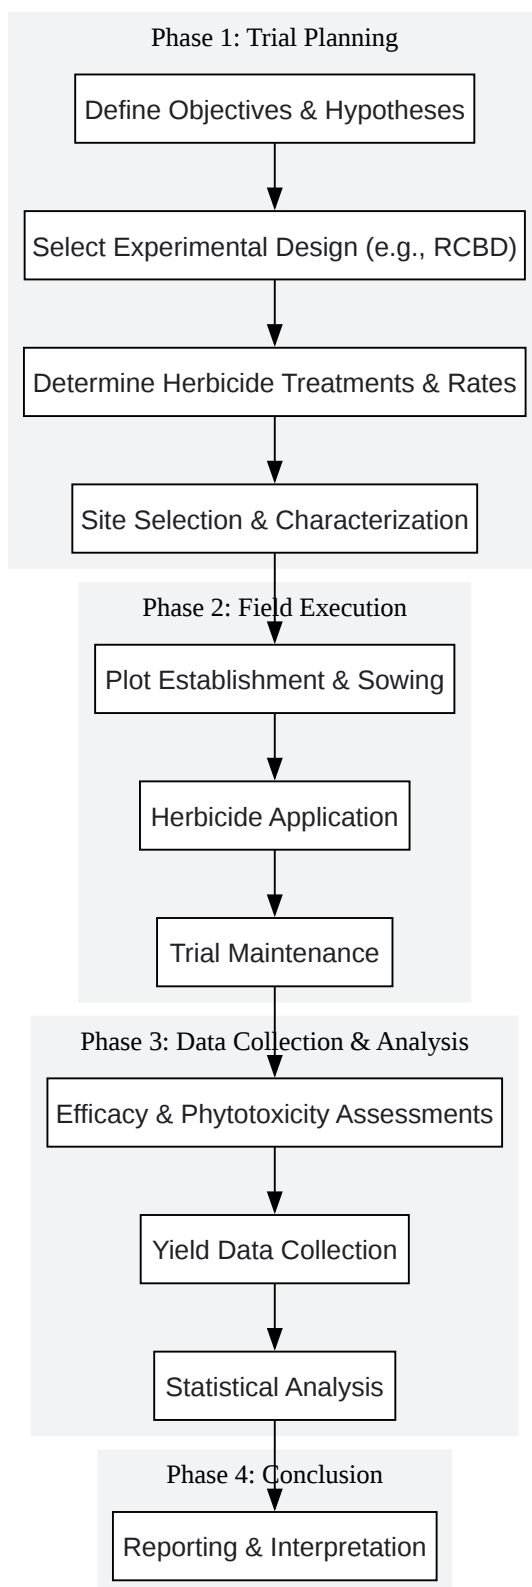 Phase 1: Trial Planning
Define Objectives & Hypotheses
Select Experimental Design (e.g., RCBD)
Determine Herbicide Treatments & Rates
Site Selection & Characterization
Phase 2: Field Execution
Plot Establishment & Sowing
Herbicide Application
Trial Maintenance
Phase 3: Data Collection & Analysis
Efficacy & Phytotoxicity Assessments
Yield Data Collection
Statistical Analysis
Phase 4: Conclusion
Reporting & Interpretation